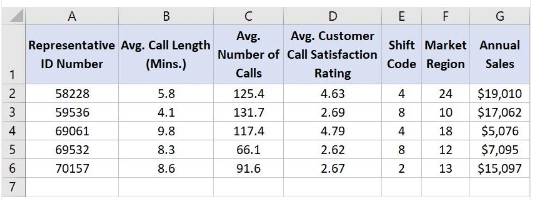 A B C D E F G
1 Representative ID Number Avg. Call Length (Mins.) Avg. Number of Calls Avg. Customer Call Satisfaction Rating Shift Code Market Region Annual Sales
2 58228 5.8 125.4 4.63 4 24 $19,010
3 59536 4.1 131.7 2.69 8 10 $17,062
4 69061 9.8 117.4 4.79 4 18 $5,076
5 69532 8.3 66.1 2.62 8 12 $7,095
6 70157 8.6 91.6 2.67 2 13 $15,097
7